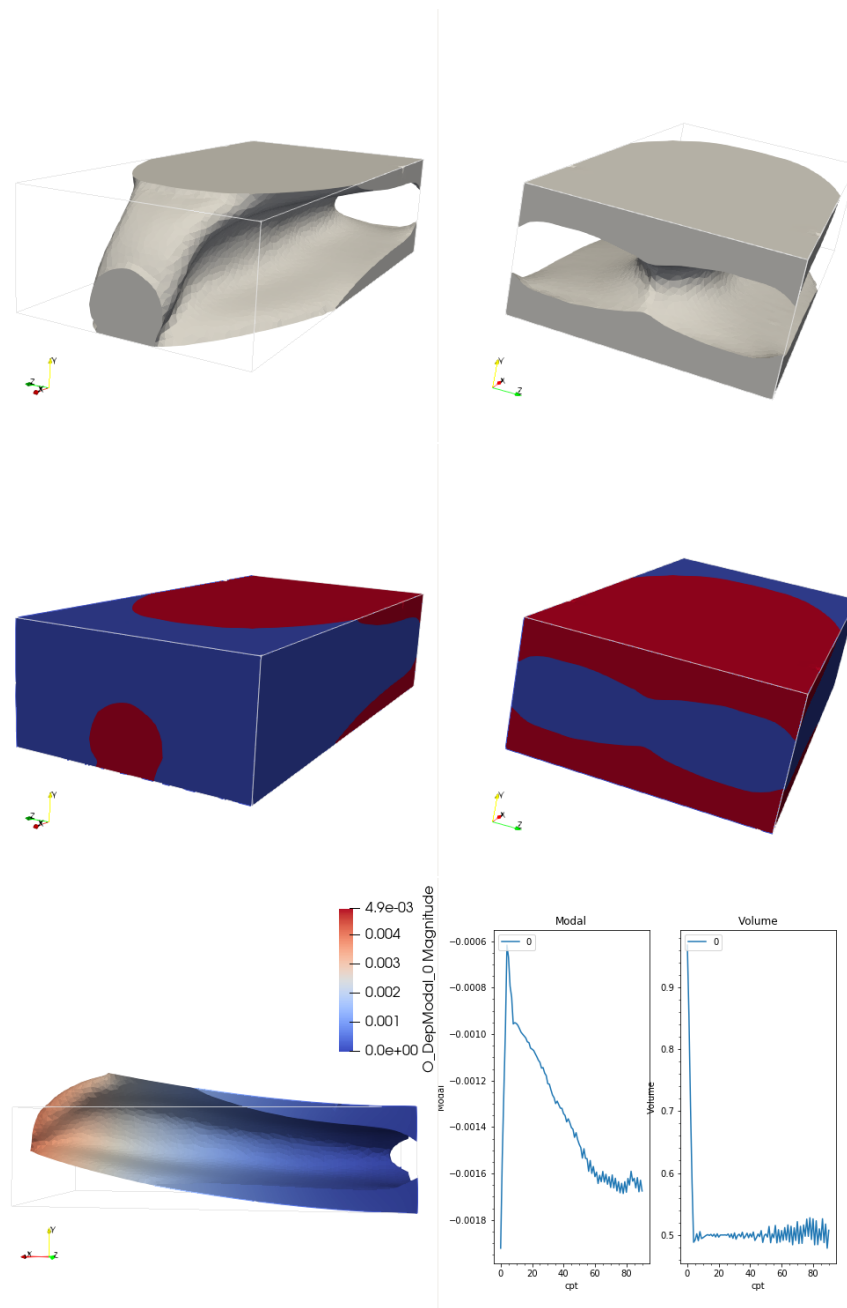 Y
Z
X
Y
X
Z
Y
Z
X
Y
X
Z
4.9e-03
0.004
0.003
0.002
0.001
0.0e+00
O_DepModal_0 Magnitude
Y
X
Z
Modal
0
−0.0006
−0.0008
−0.0010
−0.0012
−0.0014
−0.0016
−0.0018
Modal
0
20
40
60
80
cpt
Volume
0
0.9
0.8
0.7
0.6
0.5
Volume
0
20
40
60
80
cpt